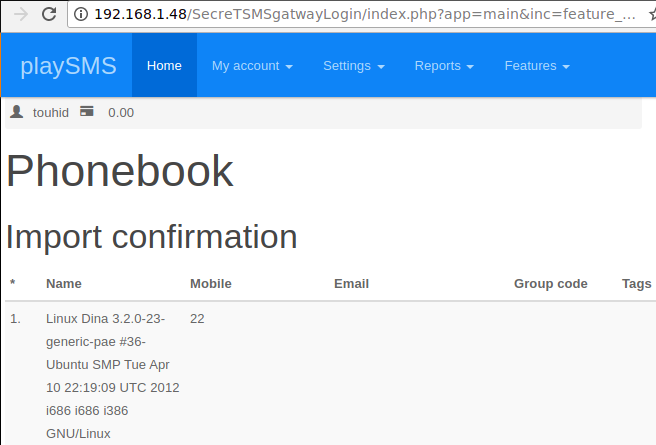 192.168.1.48/SecreTSMSgatwayLogin/index.php?app=main&inc=feature_...
playSMS Home My account Settings Reports Features
touhid 0.00
Phonebook
Import confirmation
* Name Mobile Email Group code Tags
1. Linux Dina 3.2.0-23- 22
generic-pae #36-
Ubuntu SMP Tue Apr
10 22:19:09 UTC 2012
i686 i686 i386
GNU/Linux